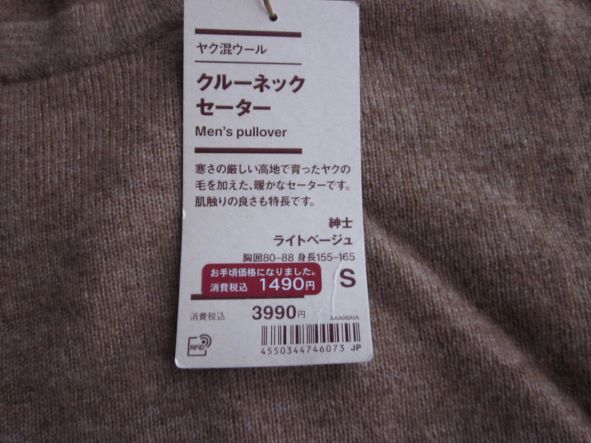 ヤク混ウール
クルーネック
セーター
Men's pullover
寒さの厳しい高地で育ったヤクの
毛を加えた、暖かなセーターです。
肌触りの良さも特長です。
紳士
ライトベージュ
胸囲80-88 身長155-165
お手頃価格になりました。
消費税込 1490円
S
消費税込 3990円
RFID
4550344746073 JP